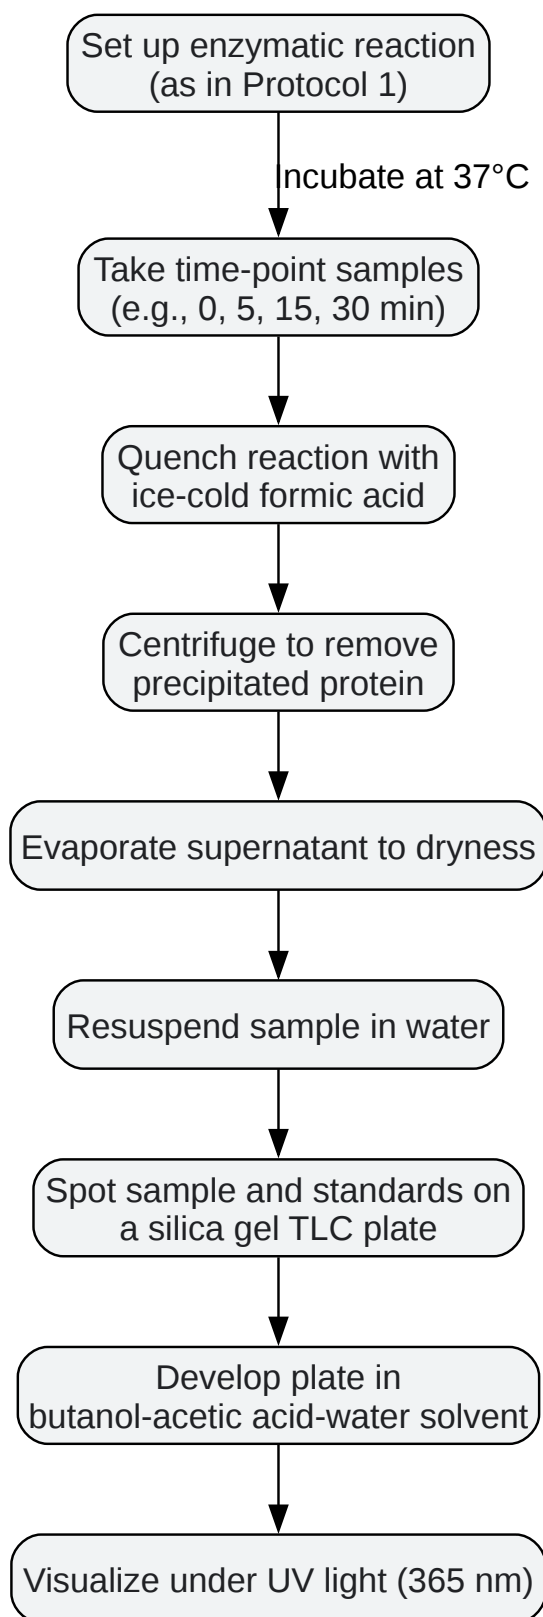 Set up enzymatic reaction
(as in Protocol 1)
Incubate at 37°C
Take time-point samples
(e.g., 0, 5, 15, 30 min)
Quench reaction with
ice-cold formic acid
Centrifuge to remove
precipitated protein
Evaporate supernatant to dryness
Resuspend sample in water
Spot sample and standards on
a silica gel TLC plate
Develop plate in
butanol-acetic acid-water solvent
Visualize under UV light (365 nm)